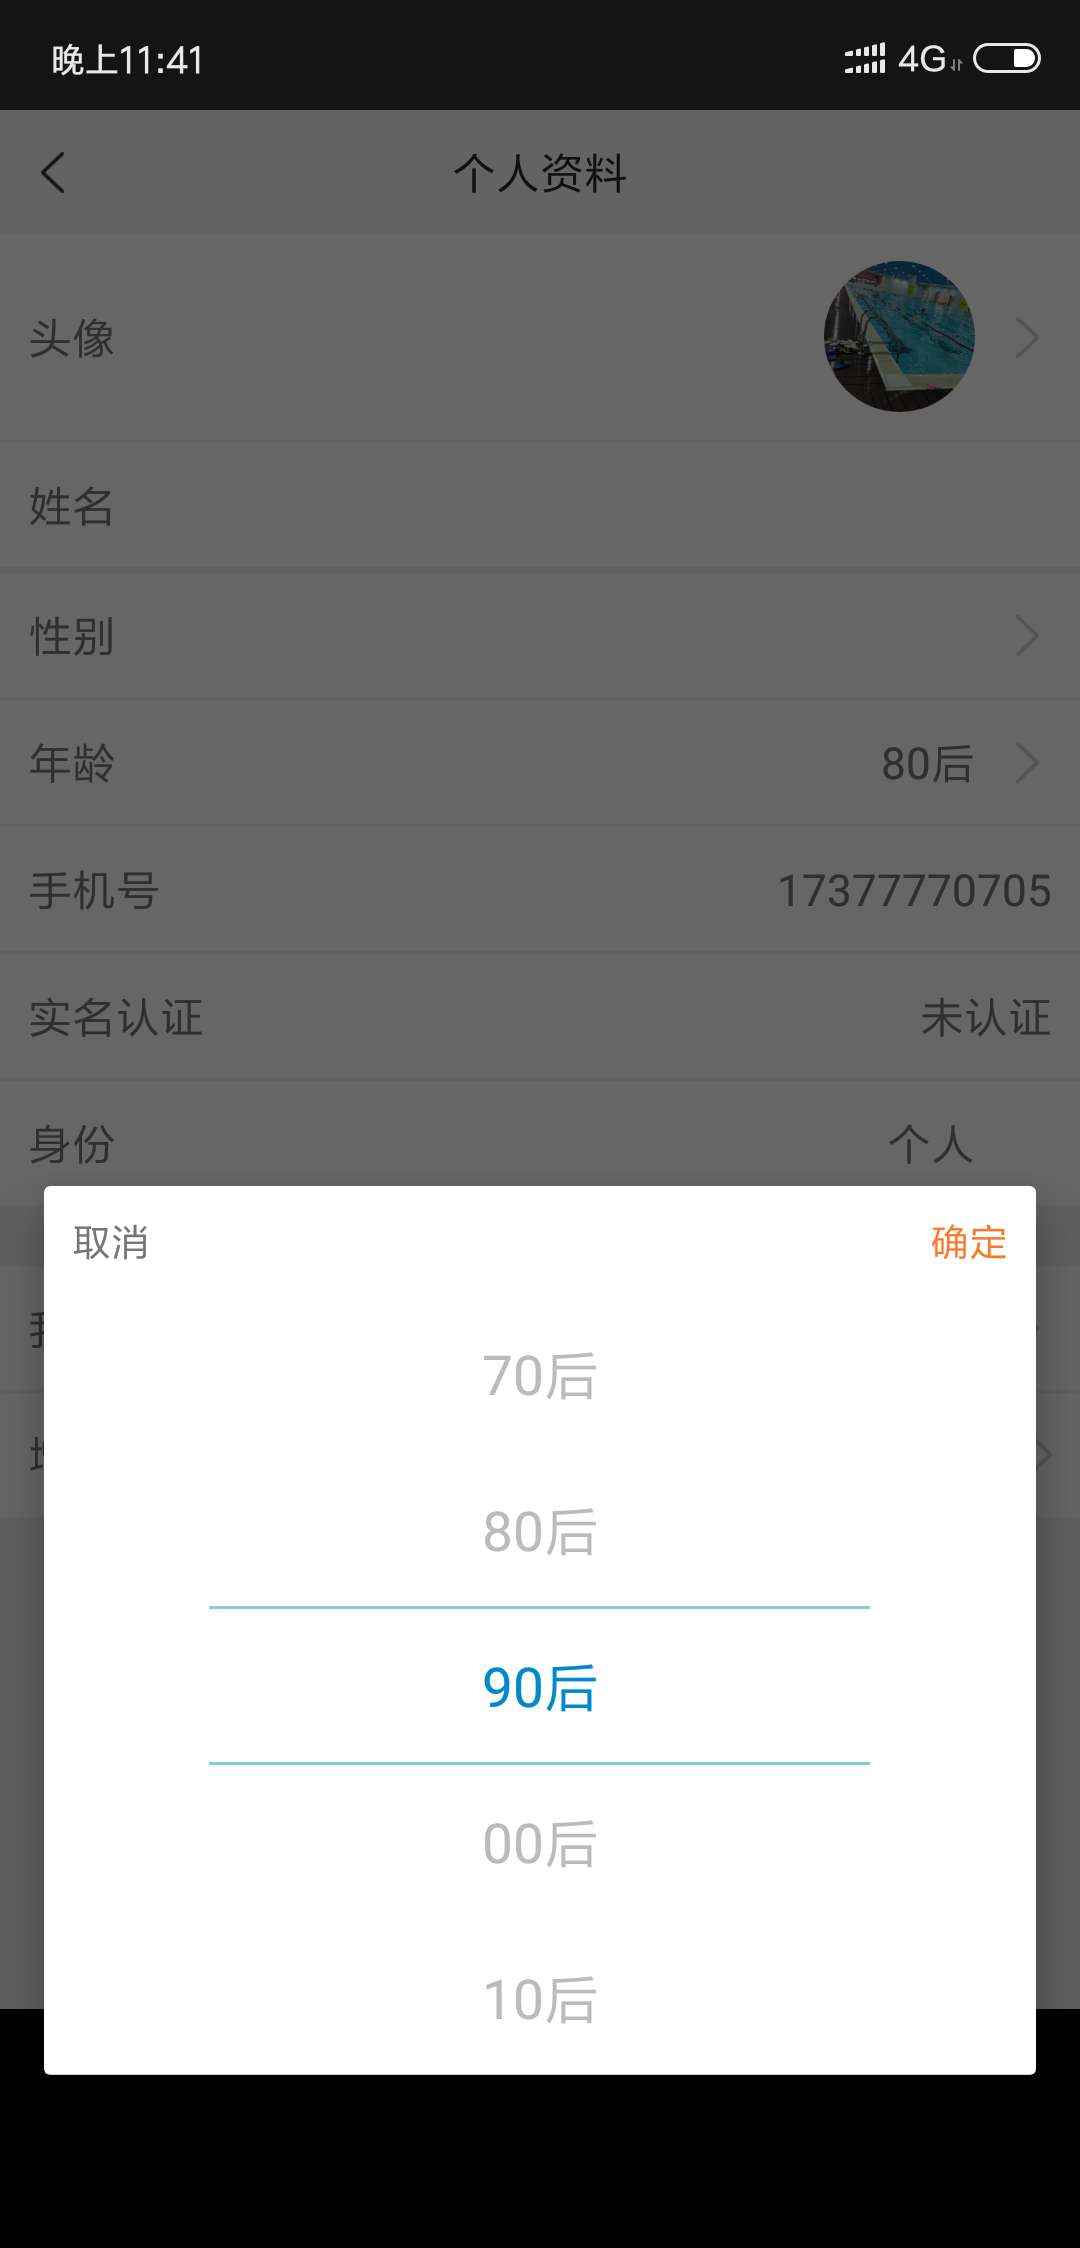 晚上11:41 4G
个人资料
头像
姓名
性别
年龄 80后
手机号 17377770705
实名认证 未认证
身份 个人
取消 确定
70后
80后
90后
00后
10后